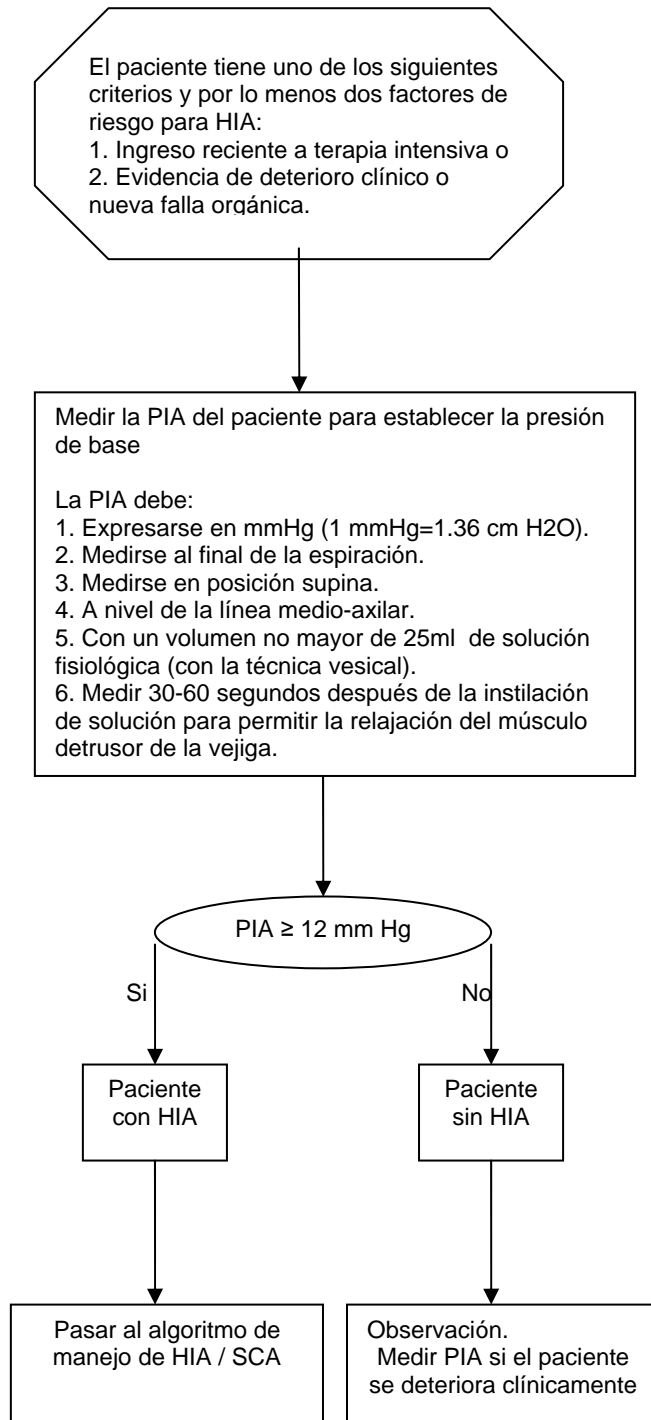 El paciente tiene uno de los siguientes
criterios y por lo menos dos factores de
riesgo para HIA:
1. Ingreso reciente a terapia intensiva o
2. Evidencia de deterioro clínico o
nueva falla orgánica.
Medir la PIA del paciente para establecer la presión
de base
La PIA debe:
1. Expresarse en mmHg (1 mmHg=1.36 cm H2O).
2. Medirse al final de la espiración.
3. Medirse en posición supina.
4. A nivel de la línea medio-axilar.
5. Con un volumen no mayor de 25ml de solución
fisiológica (con la técnica vesical).
6. Medir 30-60 segundos después de la instilación
de solución para permitir la relajación del músculo
detrusor de la vejiga.
PIA ≥ 12 mm Hg
Si
No
Paciente
con HIA
Paciente
sin HIA
Pasar al algoritmo de
manejo de HIA / SCA
Observación.
Medir PIA si el paciente
se deteriora clínicamente